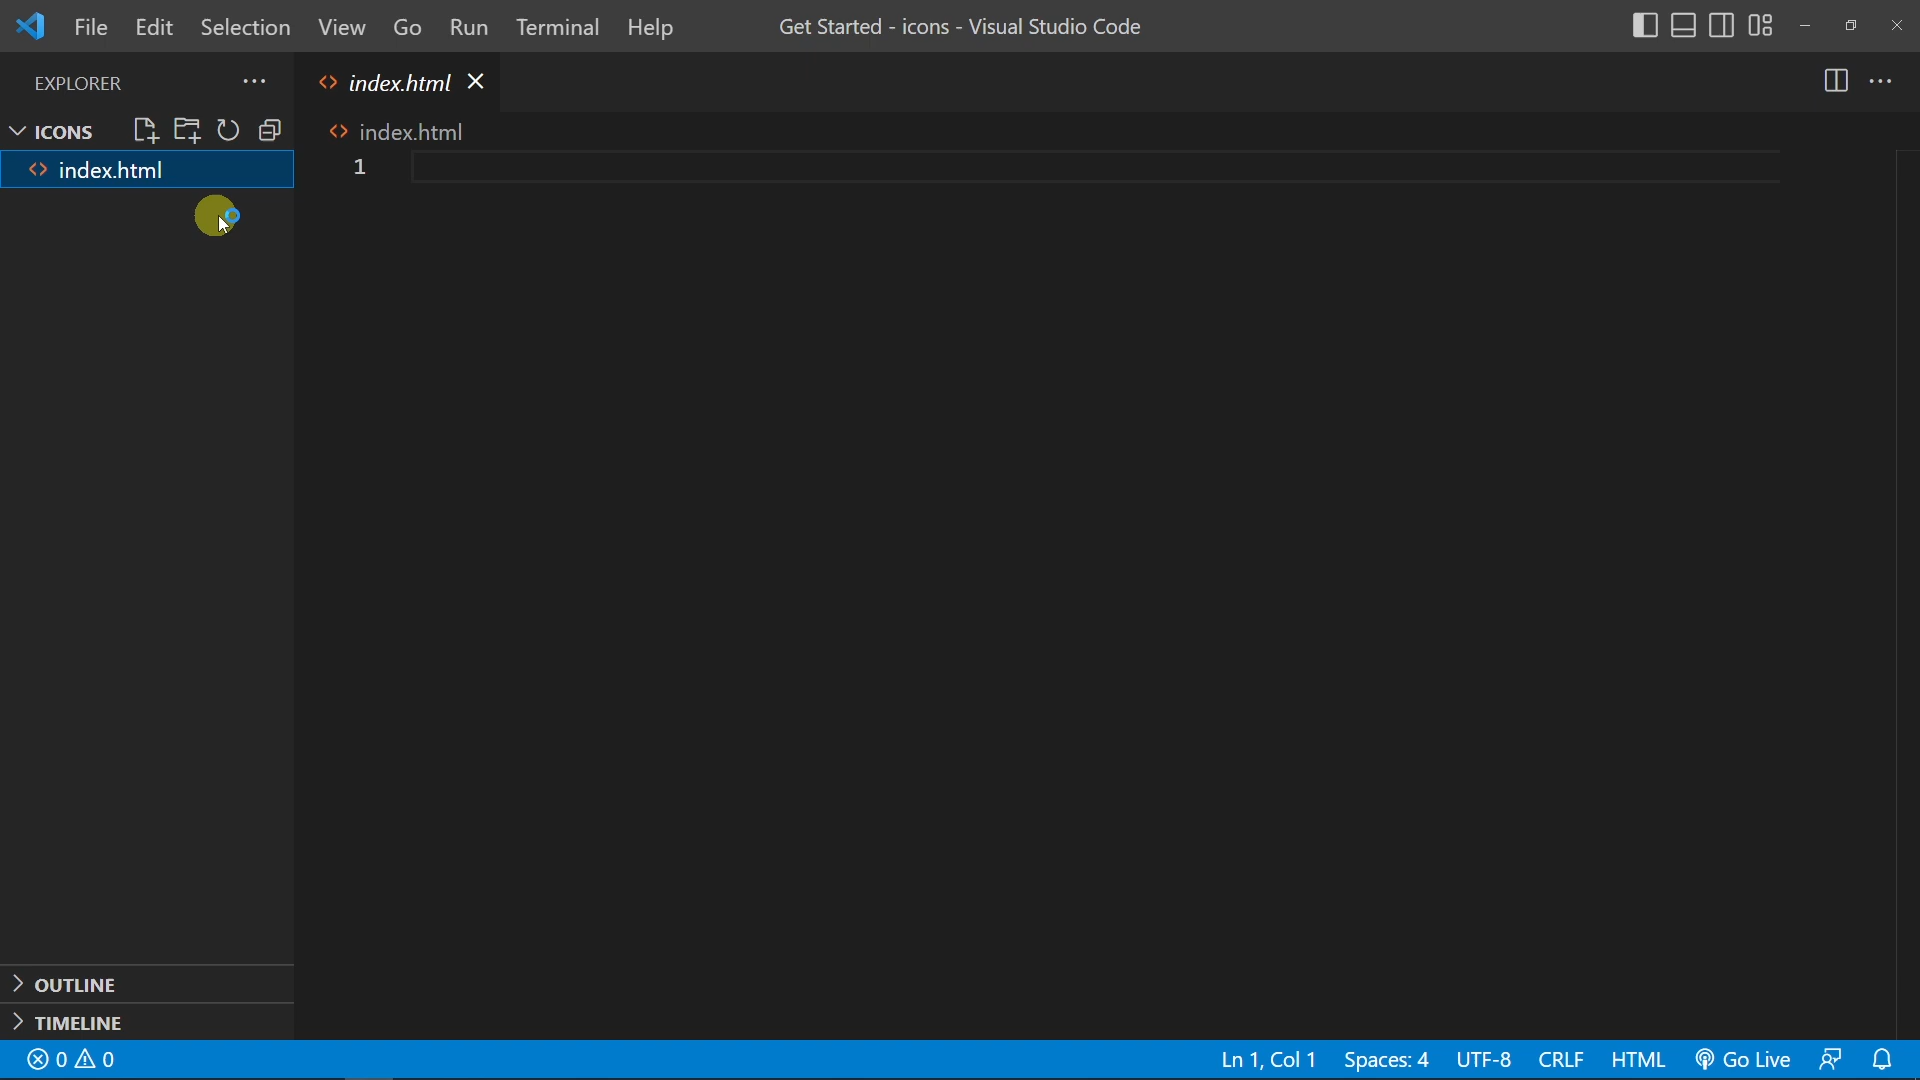 File Edit Selection View Go Run Terminal Help Get Started - icons - Visual Studio Code
EXPLORER
index.html
ICONS
index.html
index.html
1
OUTLINE
TIMELINE
0 0 Ln 1, Col 1 Spaces: 4 UTF-8 CRLF HTML Go Live